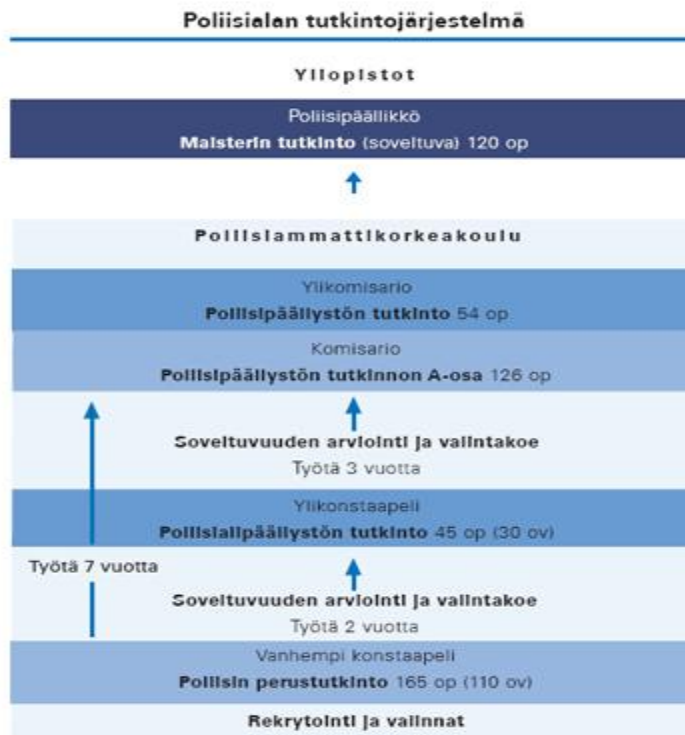 Poliisialan tutkintojärjestelmä
Yliopistot
Poliisipäällikkö
Maisterin tutkinto (soveltuva) 120 op
Poliisiammattikorkeakoulu
Ylikomisario
Poliisipäällystön tutkinto 54 op
Komisario
Poliisipäällystön tutkinnon A-osa 126 op
Soveltuvuuden arviointi ja valintakoe
Työtä 3 vuotta
Ylikonstaapeli
Poliisialipäällystön tutkinto 45 op (30 ov)
Työtä 7 vuotta
Soveltuvuuden arviointi ja valintakoe
Työtä 2 vuotta
Vanhempi konstaapeli
Poliisin perustutkinto 165 op (110 ov)
Rekrytointi ja valinnat